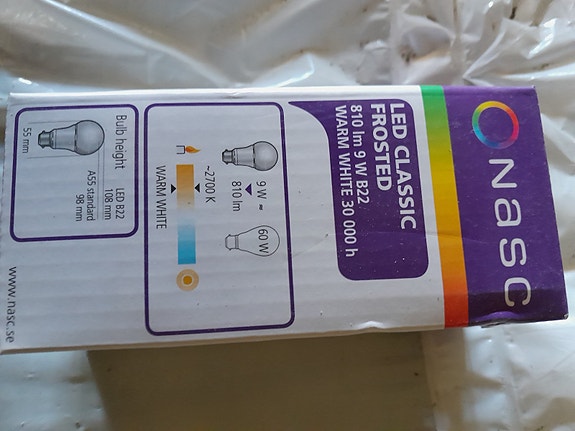 Nasc
LED CLASSIC
FROSTED
810 lm 9 W B22
WARM WHITE 30 000 h
9 W ≈ 60 W
810 lm
~2700 K
WARM WHITE
Bulb height
LED B22
108 mm
A55 standard
98 mm
55 mm
www.nasc.se